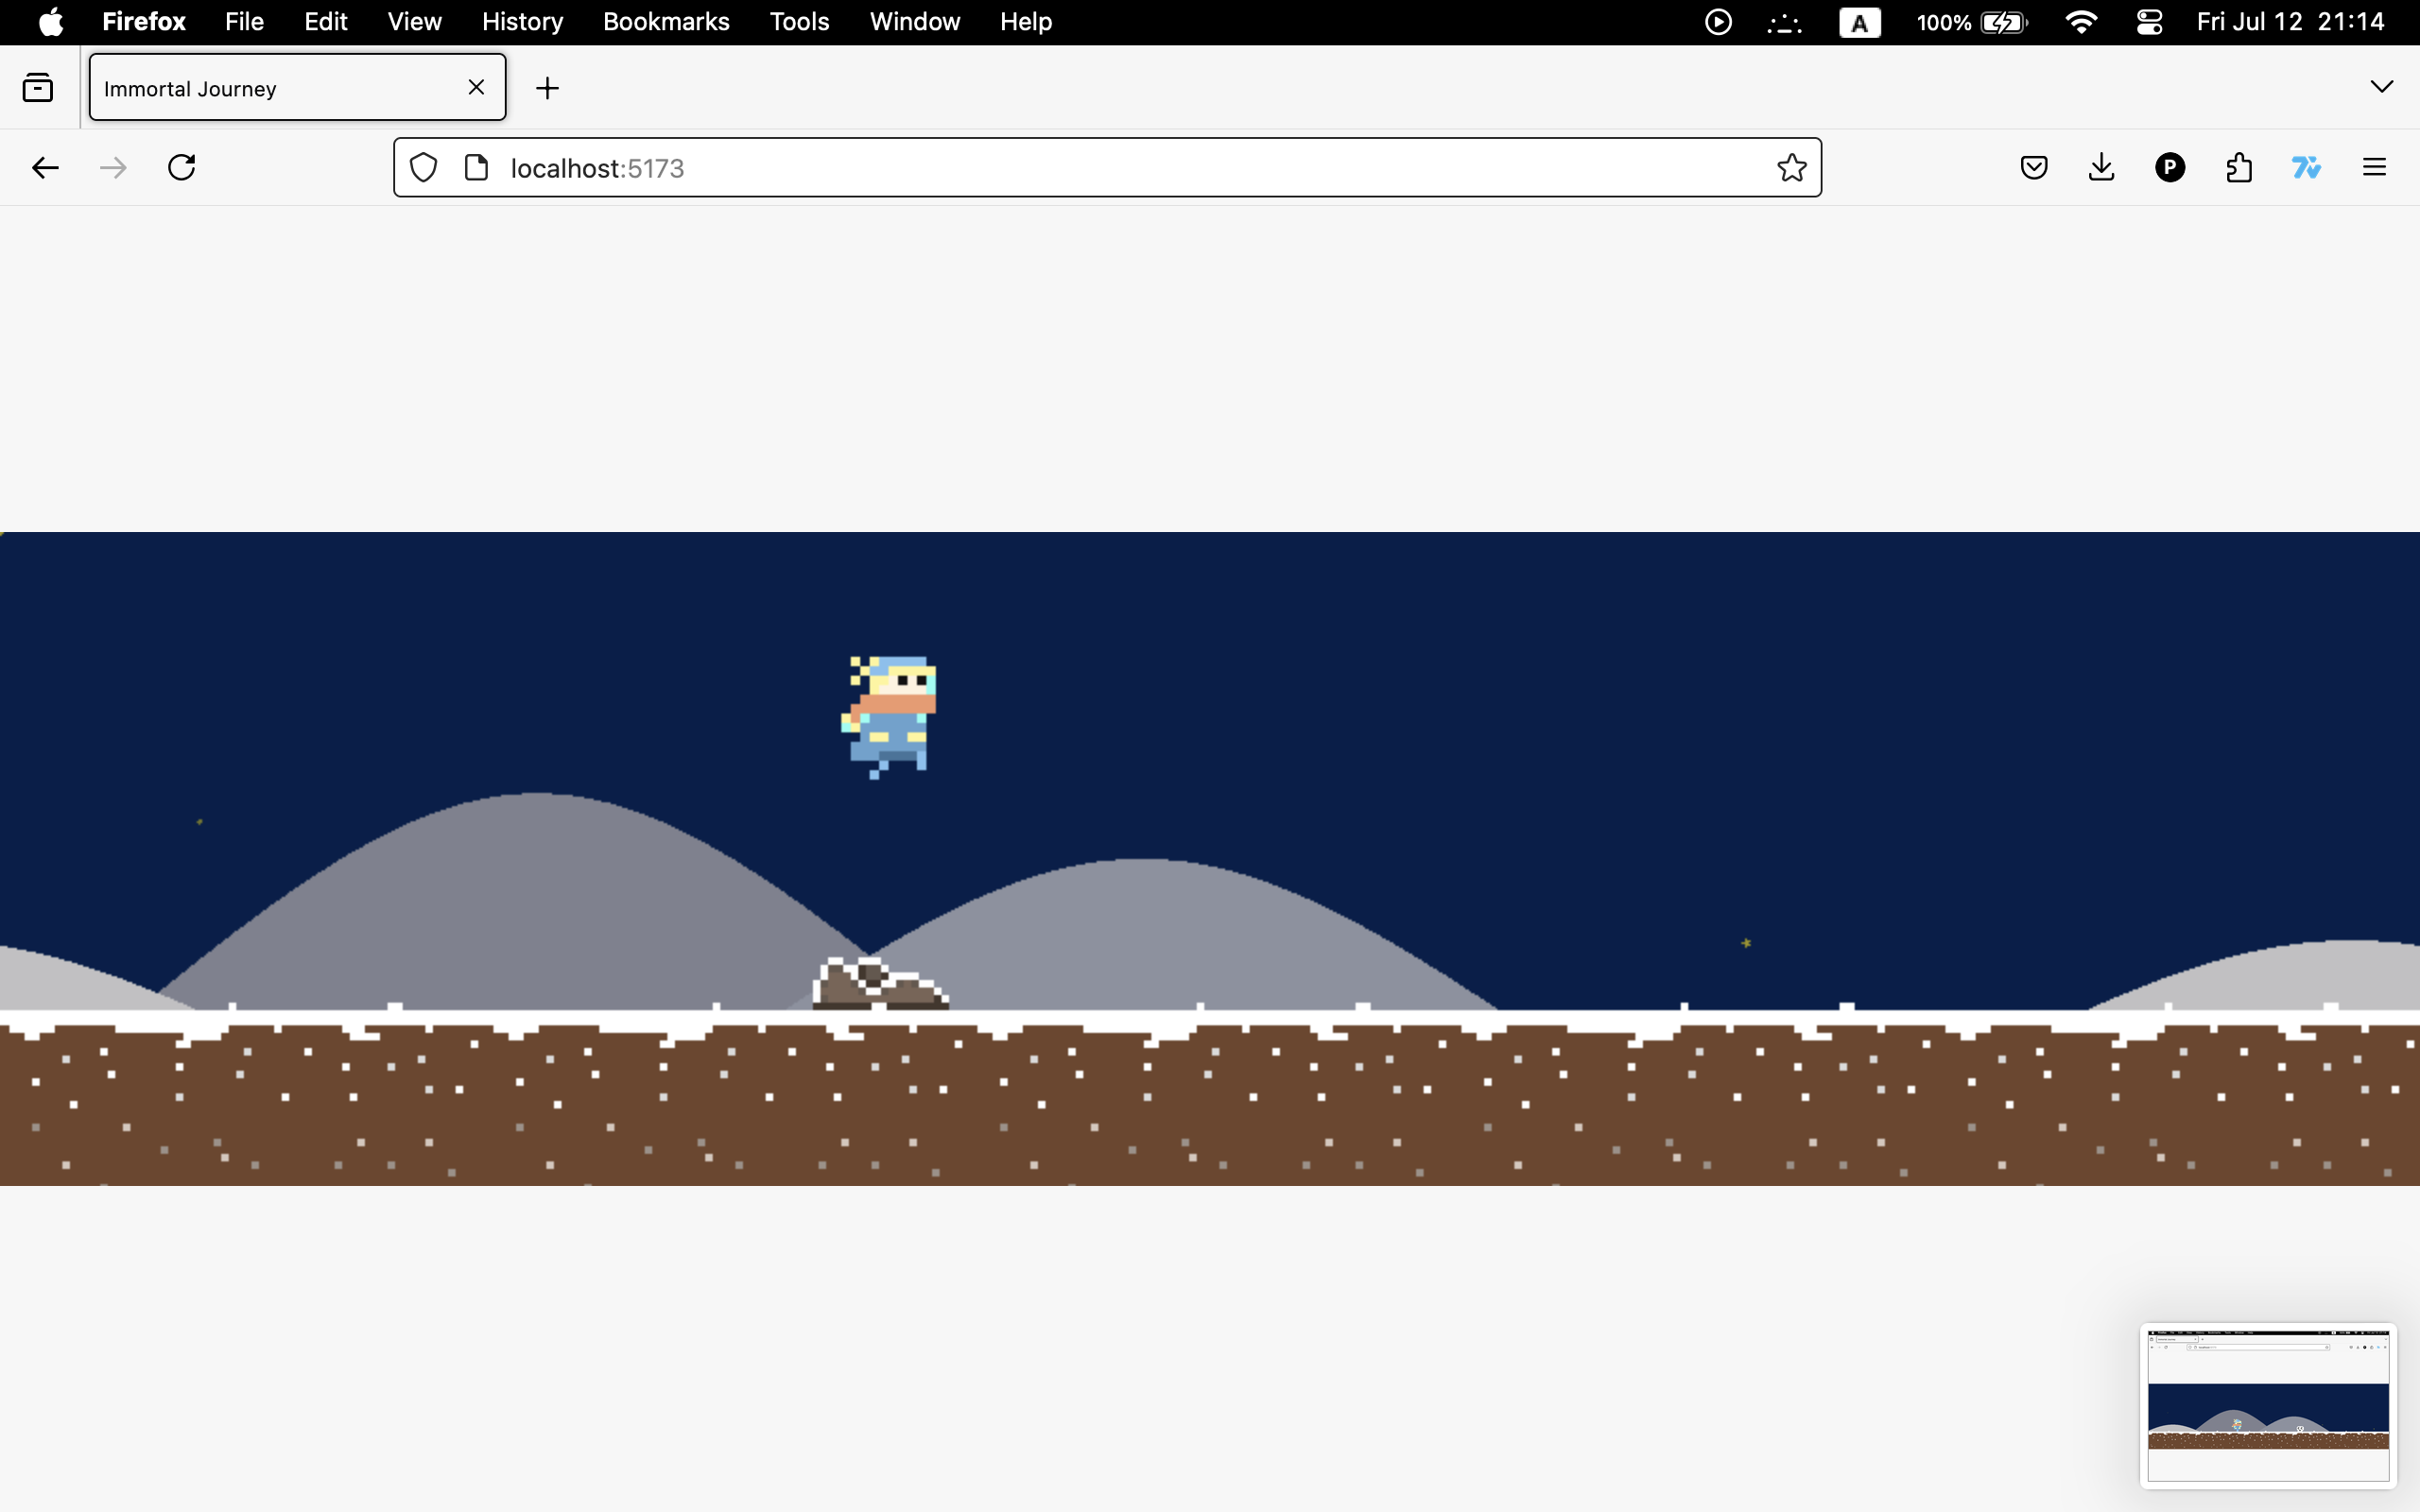 Firefox File Edit View History Bookmarks Tools Window Help A 100% Fri Jul 12 21:14
Immortal Journey
localhost:5173
P
7v